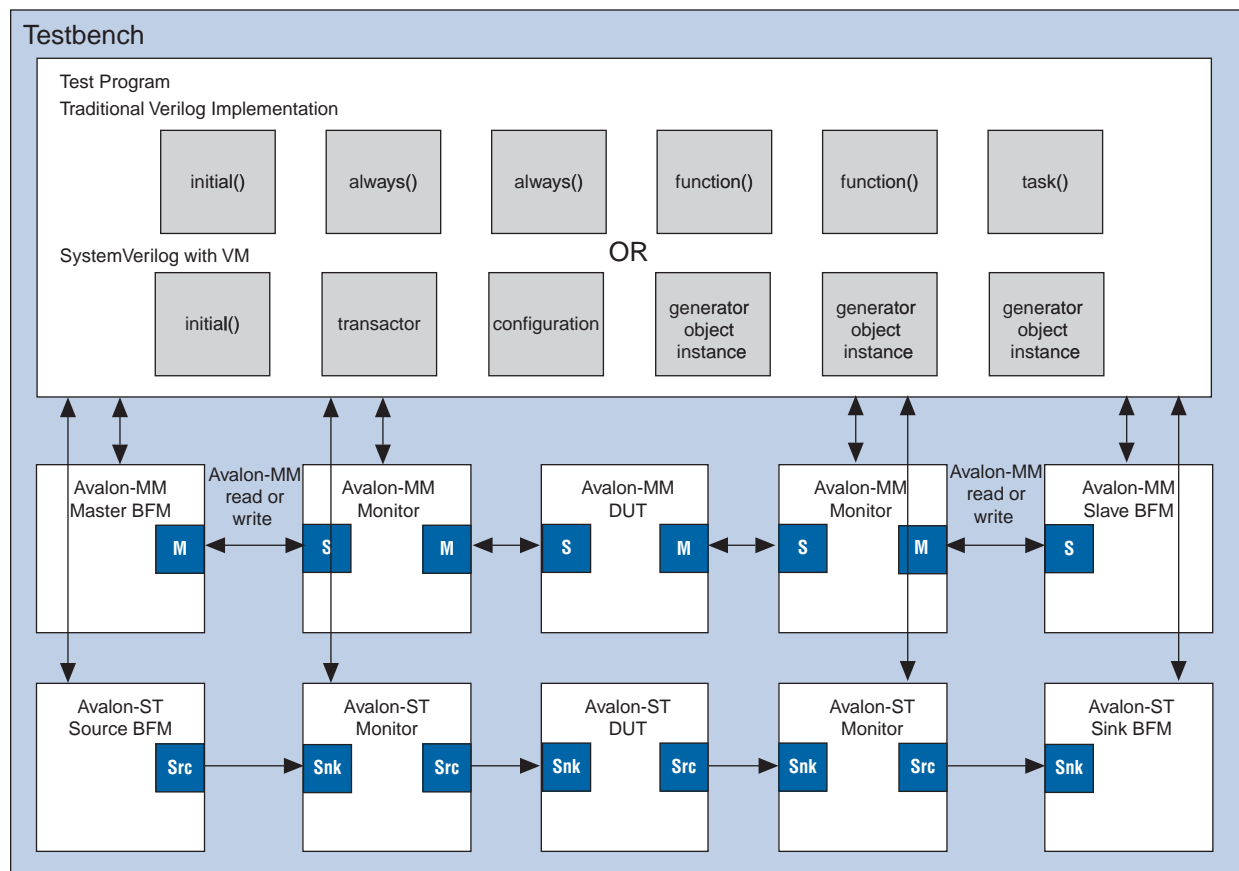 Testbench
Test Program
Traditional Verilog Implementation
initial()
always()
always()
function()
function()
task()
SystemVerilog with VM
OR
initial()
transactor
configuration
generator
object
instance
generator
object
instance
generator
object
instance
Avalon-MM
Master BFM
M
Avalon-MM
read or
write
Avalon-MM
Monitor
S
M
Avalon-MM
DUT
S
M
Avalon-MM
Monitor
S
M
Avalon-MM
read or
write
Avalon-MM
Slave BFM
S
Avalon-ST
Source BFM
Src
Avalon-ST
Monitor
Snk
Src
Avalon-ST
DUT
Snk
Src
Avalon-ST
Monitor
Snk
Src
Avalon-ST
Sink BFM
Snk